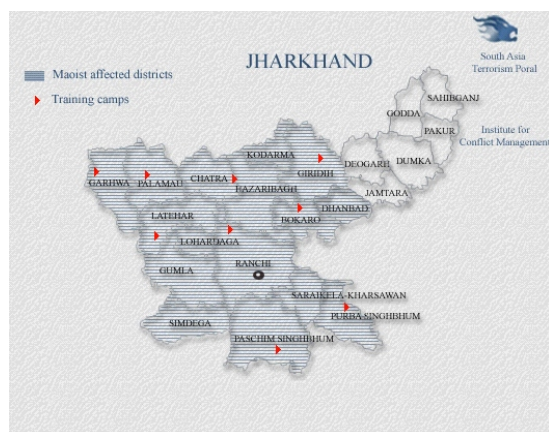 JHARKHAND
South Asia
Terrorism Poral
Maoist affected districts
Training camps
Institute for
Conflict Management
SAHIBGANJ
GODDA
PAKUR
DEOGARH
DUMKA
JAMTARA
KODARMA
GIRIDIH
CHATRA
HAZARIBAGH
GARHWA
PALAMAU
DHANBAD
BOKARO
LATEHAR
LOHARDAGA
RANCHI
GUMLA
SARAIKELA-KHARSAWAN
PURBA-SINGHBHUM
SIMDEGA
PASCHIM SINGHBHUM